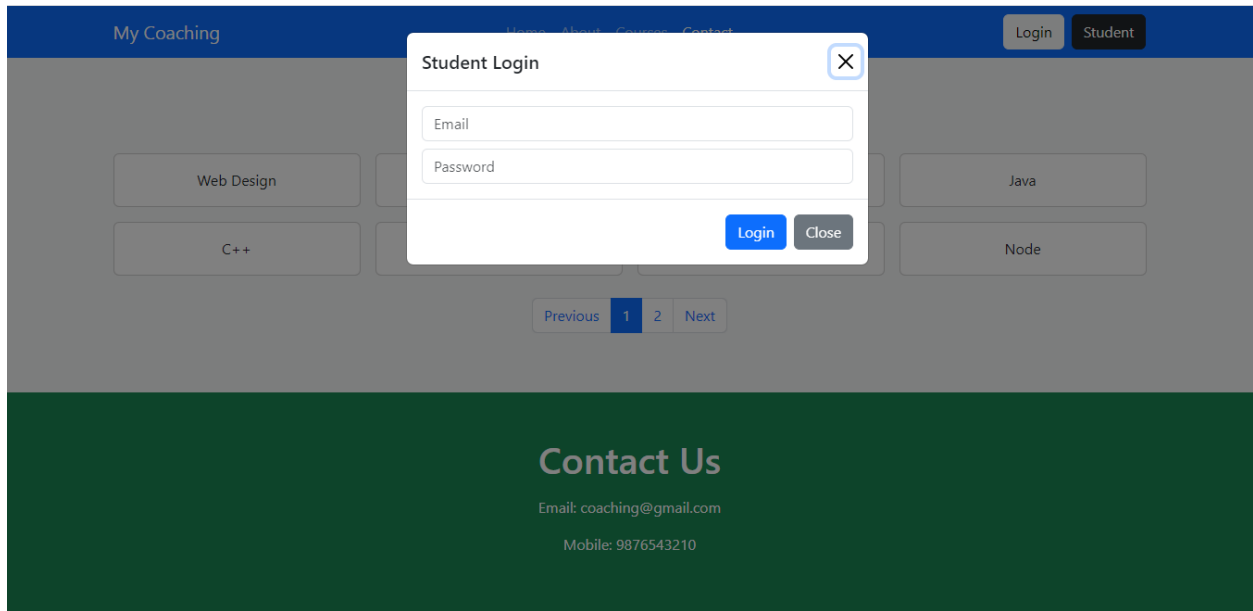 My Coaching
Home About Courses Contact
Login
Student
Student Login
Email
Password
Login
Close
Web Design
Java
C++
Node
Previous 1 2 Next
Contact Us
Email: coaching@gmail.com
Mobile: 9876543210